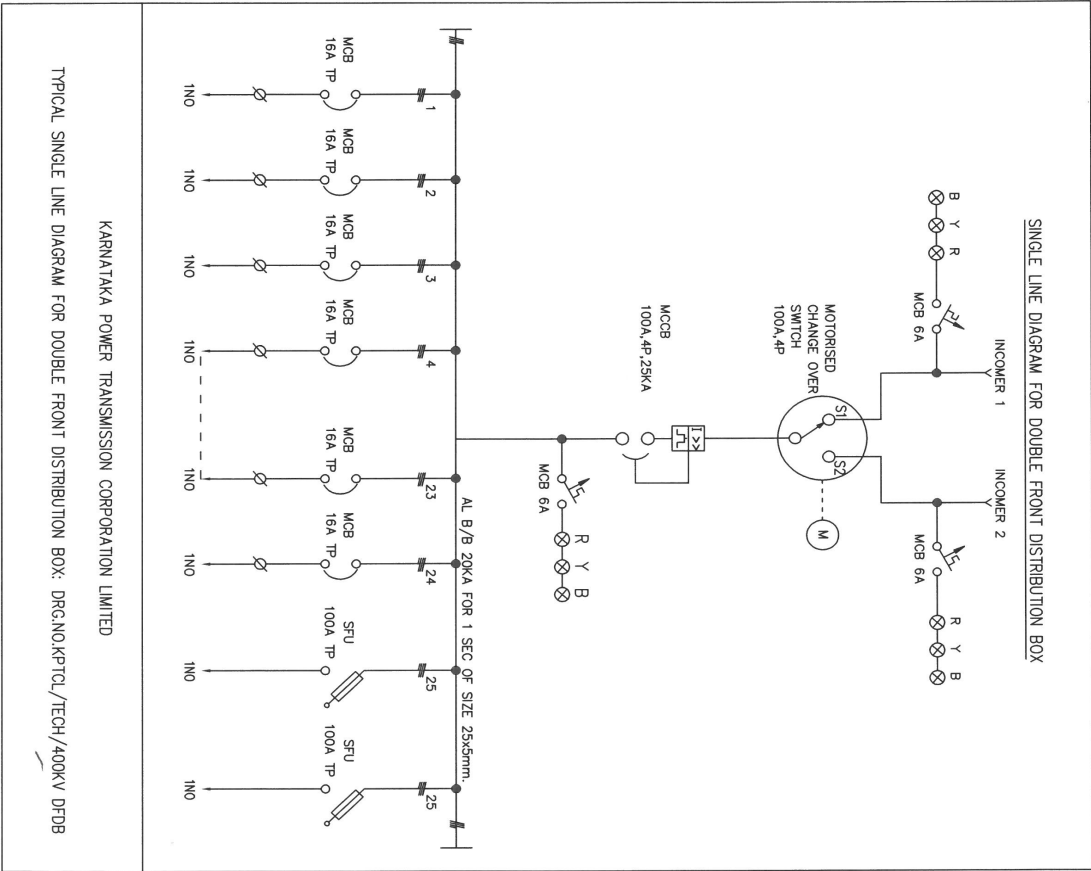 SINGLE LINE DIAGRAM FOR DOUBLE FRONT DISTRIBUTION BOX
INCOMER 1
INCOMER 2
B Y R
MCB 6A
MCB 6A
R Y B
MOTORISED
CHANGE OVER
SWITCH
100A,4P
S1
S2
M
MCCB
100A,4P,25KA
I >>
MCB 6A
R Y B
AL B/B 20KA FOR 1 SEC OF SIZE 25x5mm.
1
MCB
16A TP
1NO
2
MCB
16A TP
1NO
3
MCB
16A TP
1NO
4
MCB
16A TP
1NO
23
MCB
16A TP
1NO
24
MCB
16A TP
1NO
25
SFU
100A TP
1NO
25
SFU
100A TP
1NO
KARNATAKA POWER TRANSMISSION CORPORATION LIMITED
TYPICAL SINGLE LINE DIAGRAM FOR DOUBLE FRONT DISTRIBUTION BOX: DRG.NO.KPTCL/TECH/400KV DFDB